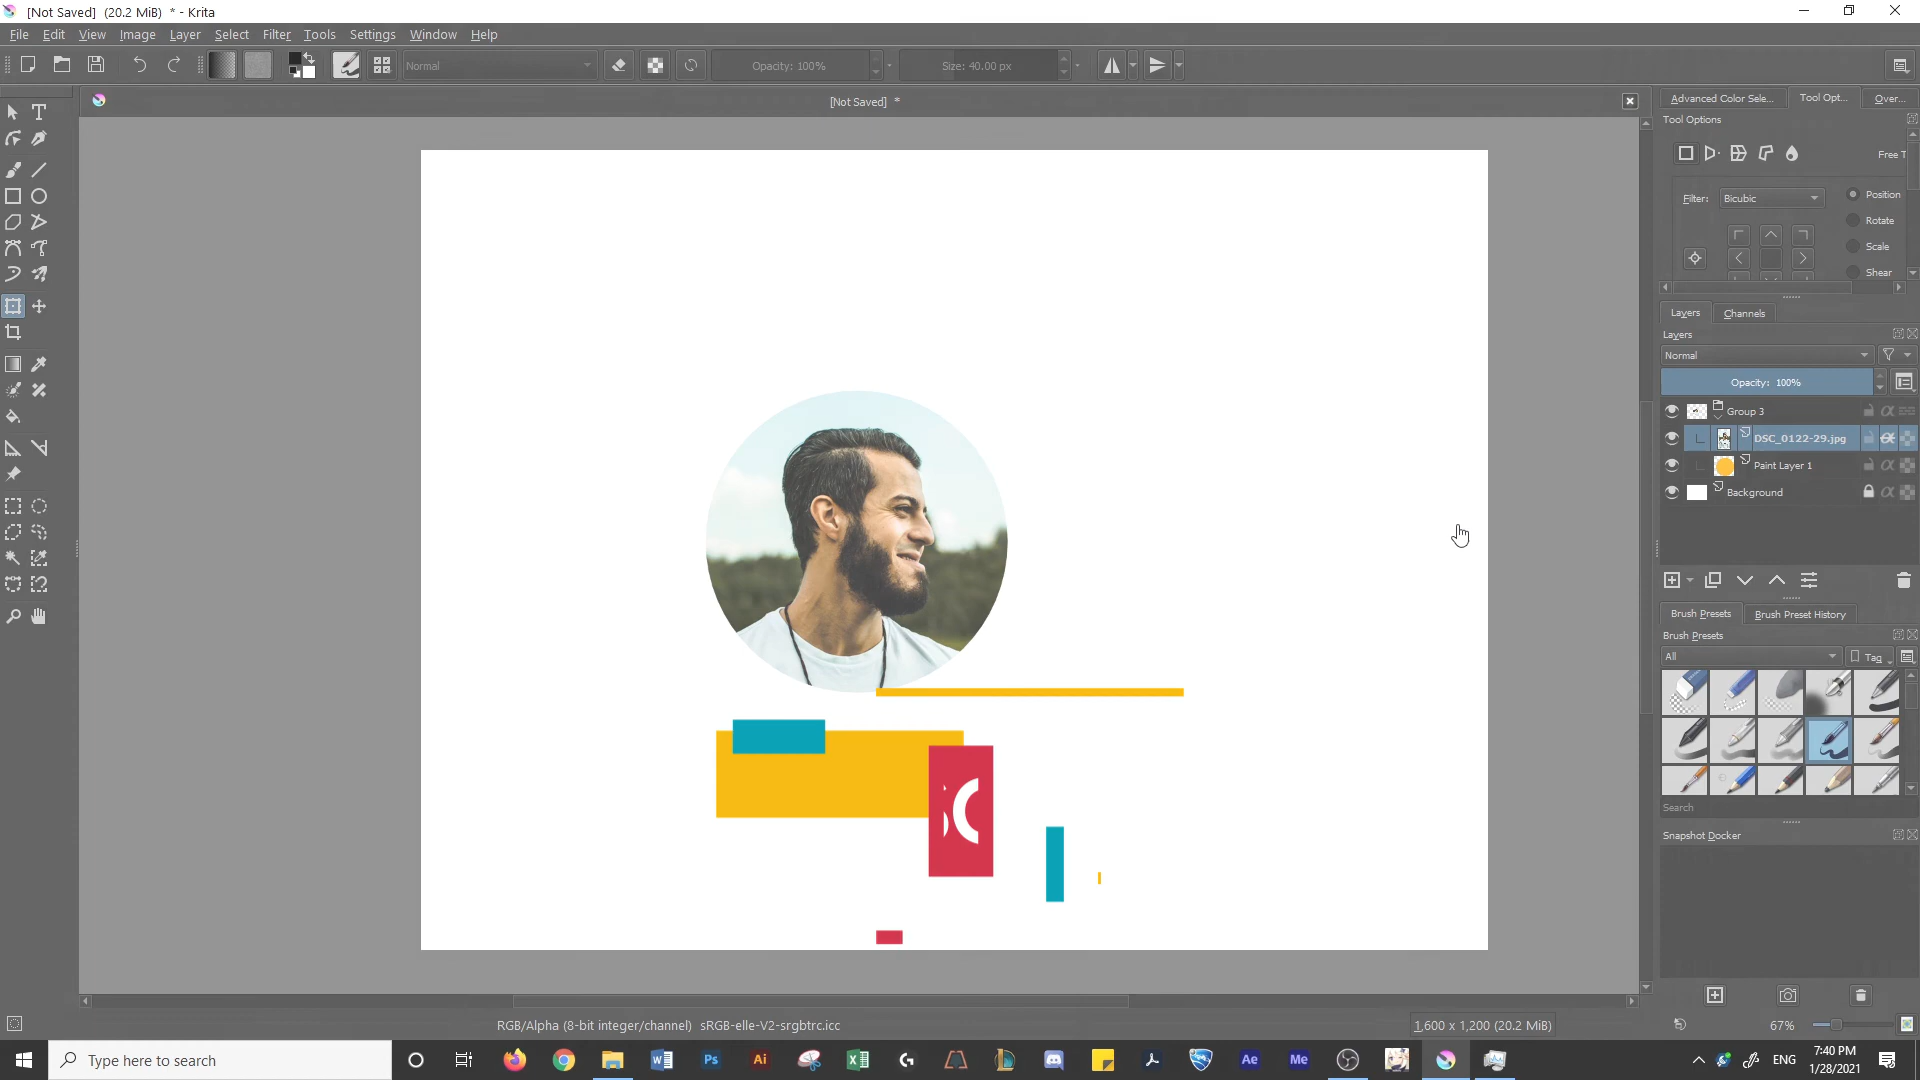 [Not Saved] (20.2 MiB) * - Krita
File Edit View Image Layer Select Filter Tools Settings Window Help
Normal
Opacity: 100%
Size: 40.00 px
[Not Saved] *
Advanced Color Sele... Tool Opt... Over...
Tool Options
Free T
Filter: Bicubic
Position
Rotate
Scale
Shear
Layers Channels
Layers
Normal
Opacity: 100%
Group 3
DSC_0122-29.jpg
Paint Layer 1
Background
Brush Presets Brush Preset History
Brush Presets
All Tag
Search
Snapshot Docker
RGB/Alpha (8-bit integer/channel) sRGB-elle-V2-srgbtrc.icc
1,600 x 1,200 (20.2 MiB)
67%
Type here to search
Ps Ai Ae Me
ENG
7:40 PM
1/28/2021